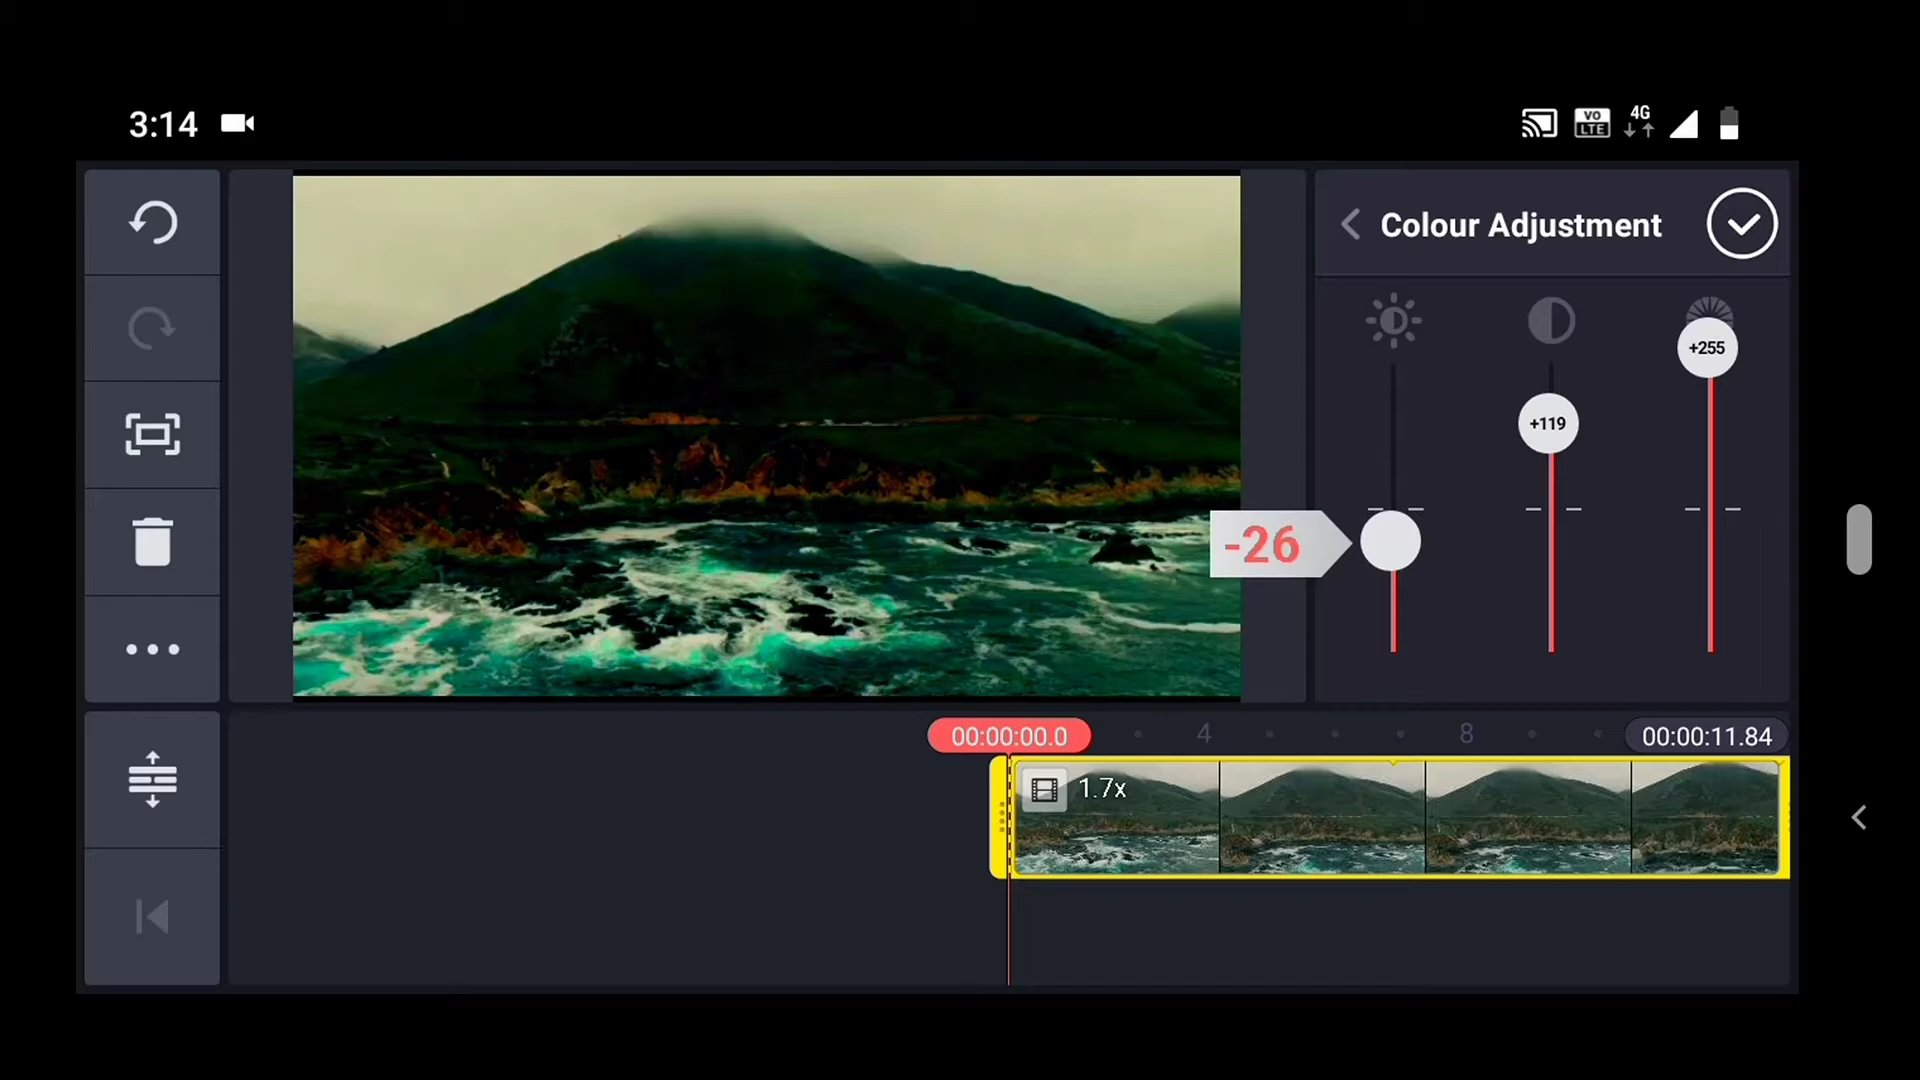 3:14
VO
LTE
4G
Colour Adjustment
+255
+119
-26
00:00:00.0
4
8
00:00:11.84
1.7x